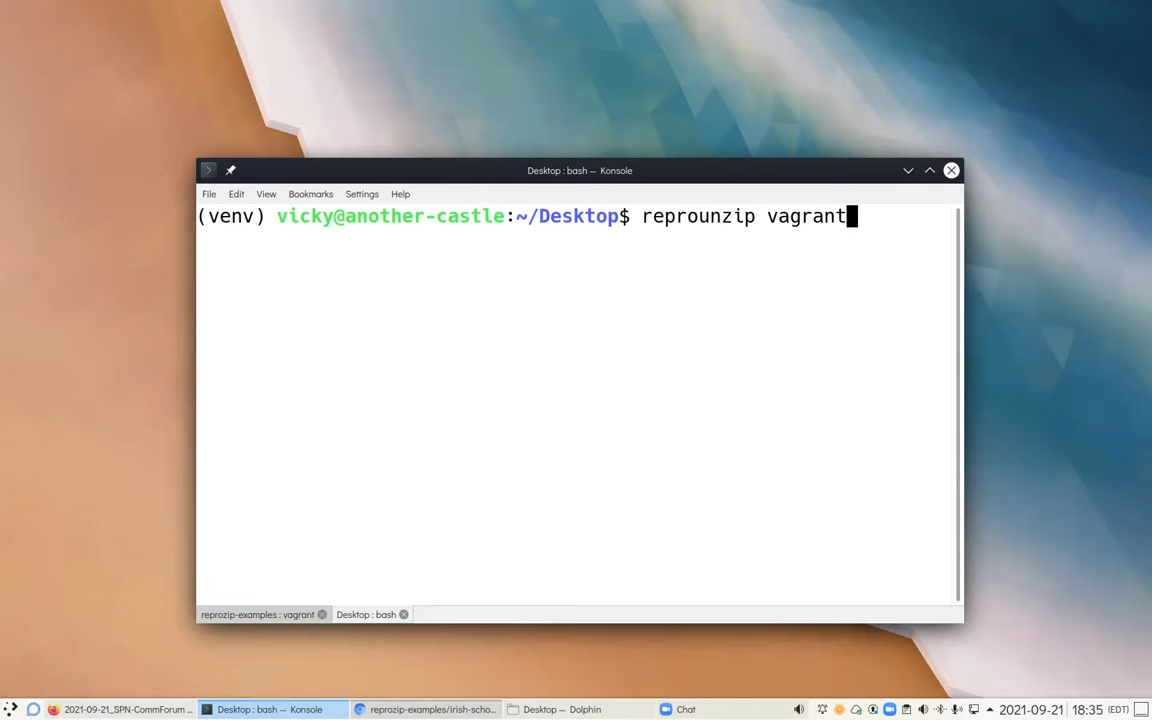 Desktop : bash — Konsole
File Edit View Bookmarks Settings Help
(venv) vicky@another-castle:~/Desktop$ reprounzip vagrant
reprozip-examples : vagrant Desktop : bash
2021-09-21_SPN-CommForum ... Desktop : bash — Konsole reprozip-examples/irish-scho... Desktop — Dolphin Chat 2021-09-21 18:35 (EDT)